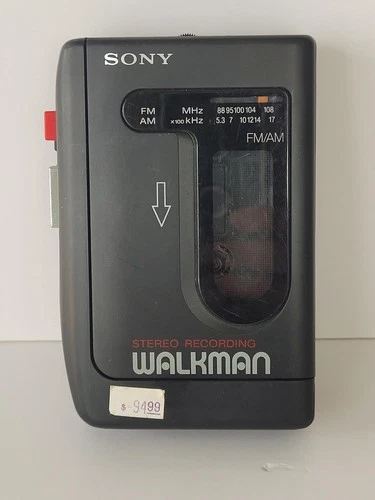 SONY
FM MHz 88 95 100 104 108
AM x100 kHz 5.3 7 10 12 14 17
FM/AM
STEREO RECORDING
WALKMAN
$-9499